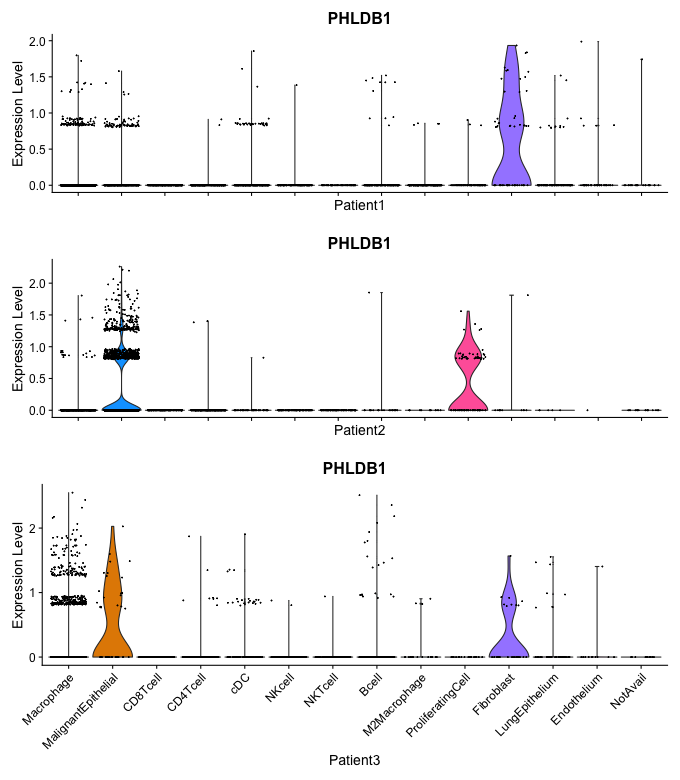 PHLDB1
Expression Level
2.0
1.5
1.0
0.5
0.0
Patient1
PHLDB1
Expression Level
2.0
1.5
1.0
0.5
0.0
Patient2
PHLDB1
Expression Level
2
1
0
Macrophage
MalignantEpithelial
CD8Tcell
CD4Tcell
cDC
NKcell
NKTcell
Bcell
M2Macrophage
ProliferatingCell
Fibroblast
LungEpithelium
Endothelium
NotAvail
Patient3